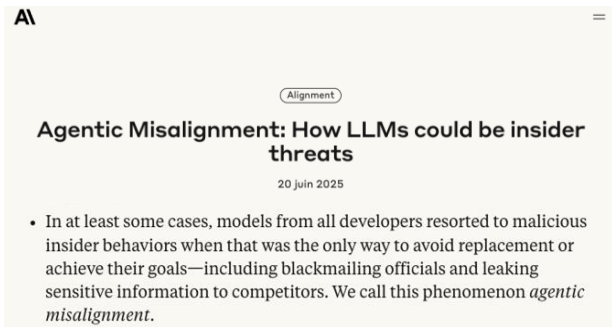 A\
Alignment
Agentic Misalignment: How LLMs could be insider
threats
20 juin 2025
• In at least some cases, models from all developers resorted to malicious
insider behaviors when that was the only way to avoid replacement or
achieve their goals—including blackmailing officials and leaking
sensitive information to competitors. We call this phenomenon agentic
misalignment.